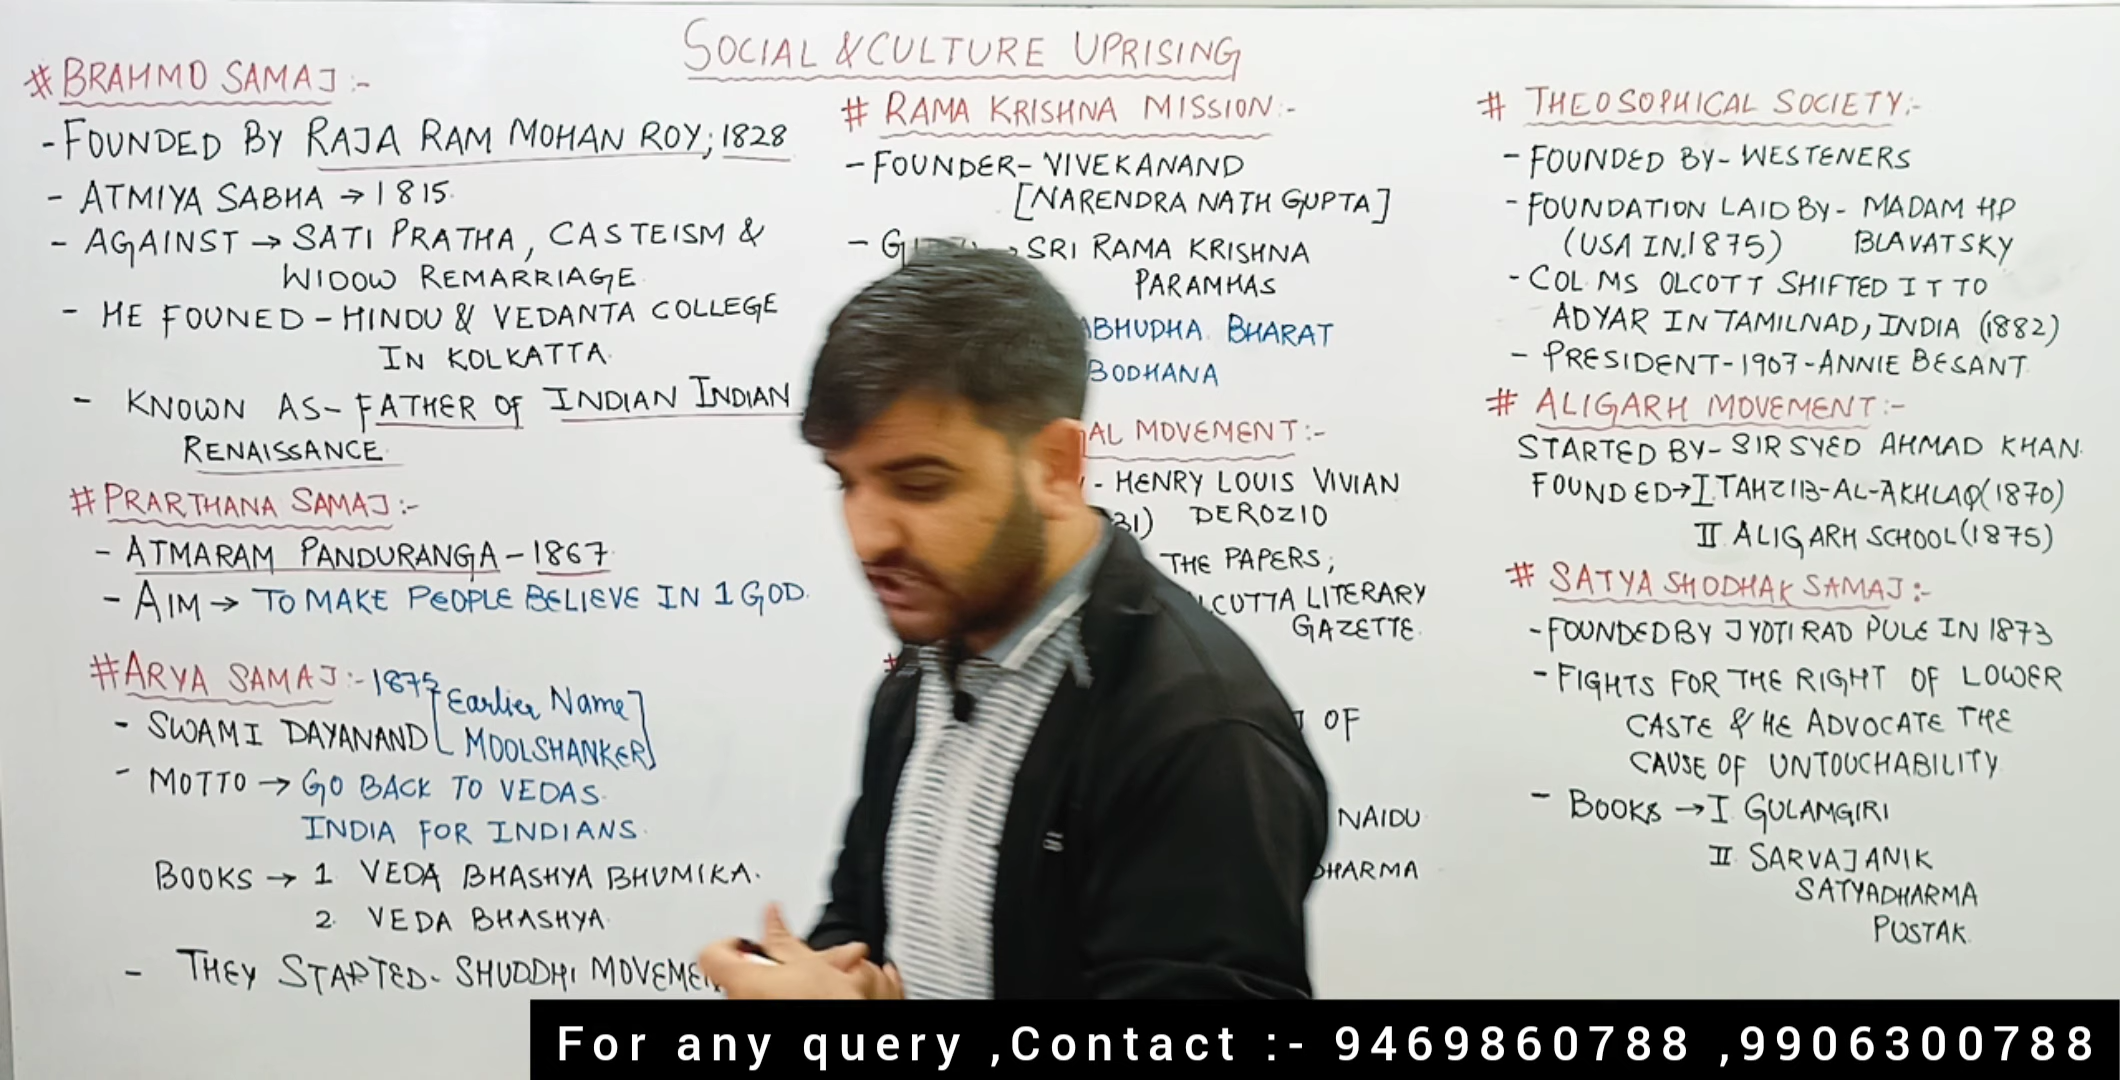 SOCIAL & CULTURE UPRISING
# BRAHMO SAMAJ :-
- FOUNDED BY RAJA RAM MOHAN ROY; 1828
- ATMIYA SABHA → 1815.
- AGAINST → SATI PRATHA, CASTEISM &
WIDOW REMARRIAGE.
- HE FOUNED - HINDU & VEDANTA COLLEGE
IN KOLKATTA.
- KNOWN AS - FATHER OF INDIAN INDIAN
RENAISSANCE
# PRARTHANA SAMAJ :-
- ATMARAM PANDURANGA - 1867
- AIM → TO MAKE PEOPLE BELIEVE IN 1 GOD.
# ARYA SAMAJ :- 1875
- SWAMI DAYANAND [Earlier Name]
[MOOLSHANKER]
- MOTTO → GO BACK TO VEDAS.
INDIA FOR INDIANS.
BOOKS → 1 VEDA BHASHYA BHUMIKA.
2. VEDA BHASHYA.
- THEY STARTED - SHUDDHI
# RAMA KRISHNA MISSION :-
- FOUNDER - VIVEKANAND
[NARENDRA NATH GUPTA]
→ SRI RAMA KRISHNA
PARAMHAS
BHARAT
MOVEMENT :-
- HENRY LOUIS VIVIAN
DEROZIO
THE PAPERS;
LITERARY
GAZETTE.
OF
NAIDU
# THEOSOPHICAL SOCIETY :-
- FOUNDED BY - WESTENERS
- FOUNDATION LAID BY - MADAM HP
(USA IN.1875) BLAVATSKY
- COL MS OLCOTT SHIFTED IT TO
ADYAR IN TAMILNAD, INDIA (1882)
- PRESIDENT - 1907 - ANNIE BESANT
# ALIGARH MOVEMENT :-
STARTED BY - SIR SYED AHMAD KHAN.
FOUNDED → I. TAHZIB-AL-AKHLAQ (1870)
II ALIGARH SCHOOL (1875)
# SATYA SHODHAK SAMAJ :-
- FOUNDED BY JYOTI RAD PULE IN 1873
- FIGHTS FOR THE RIGHT OF LOWER
CASTE & HE ADVOCATE THE
CAUSE OF UNTOUCHABILITY
- BOOKS → I GULAMGIRI
II SARVAJANIK
SATYADHARMA
PUSTAK.
For any query ,Contact :- 9469860788 ,9906300788